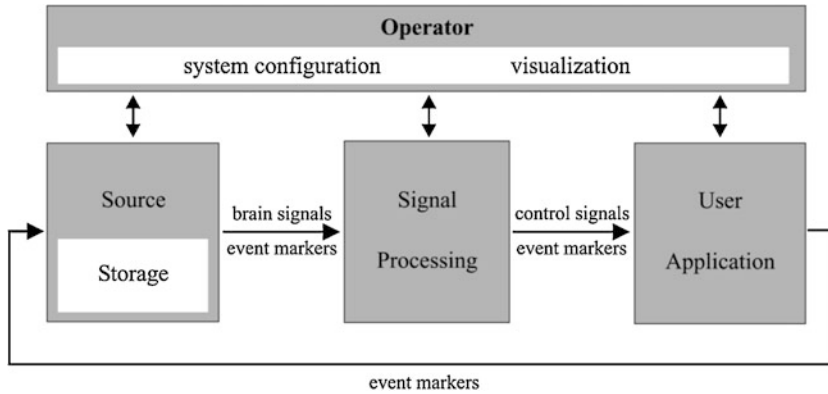 Operator
system configuration visualization
Source
Storage
brain signals
event markers
Signal
Processing
control signals
event markers
User
Application
event markers